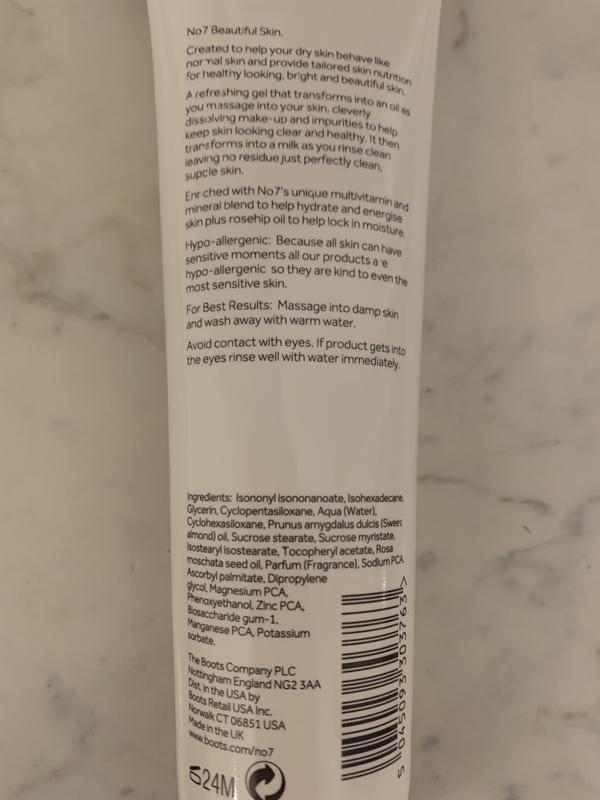 No7 Beautiful Skin.
Created to help your dry skin behave like
normal skin and provide tailored skin nutrition
for healthy looking, bright and beautiful skin.
A refreshing gel that transforms into an oil as
you massage into your skin, cleverly
dissolving make-up and impurities to help
keep skin looking clear and healthy. It then
transforms into a milk as you rinse clean
leaving no residue just perfectly clean,
supple skin.
Enriched with No7's unique multivitamin and
mineral blend to help hydrate and energise
skin plus rosehip oil to help lock in moisture.
Hypo-allergenic: Because all skin can have
sensitive moments all our products are
hypo-allergenic so they are kind to even the
most sensitive skin.
For Best Results: Massage into damp skin
and wash away with warm water.
Avoid contact with eyes. If product gets into
the eyes rinse well with water immediately.
Ingredients: Isononyl isononanoate, Isohexadecane,
Glycerin, Cyclopentasiloxane, Aqua (Water),
Cyclohexasiloxane, Prunus amygdalus dulcis (Sweet
almond) oil, Sucrose stearate, Sucrose myristate,
Isostearyl isostearate, Tocopheryl acetate, Rosa
moschata seed oil, Parfum (Fragrance), Sodium PCA
Ascorbyl palmitate, Dipropylene
glycol, Magnesium PCA,
Phenoxyethanol, Zinc PCA,
Biosaccharide gum-1,
Manganese PCA, Potassium
sorbate.
The Boots Company PLC
Nottingham England NG2 3AA
Dist. in the USA by
Boots Retail USA Inc.
Norwalk CT 06851 USA
Made in the UK
www.boots.com/no7
24M
5 045093 303763 >